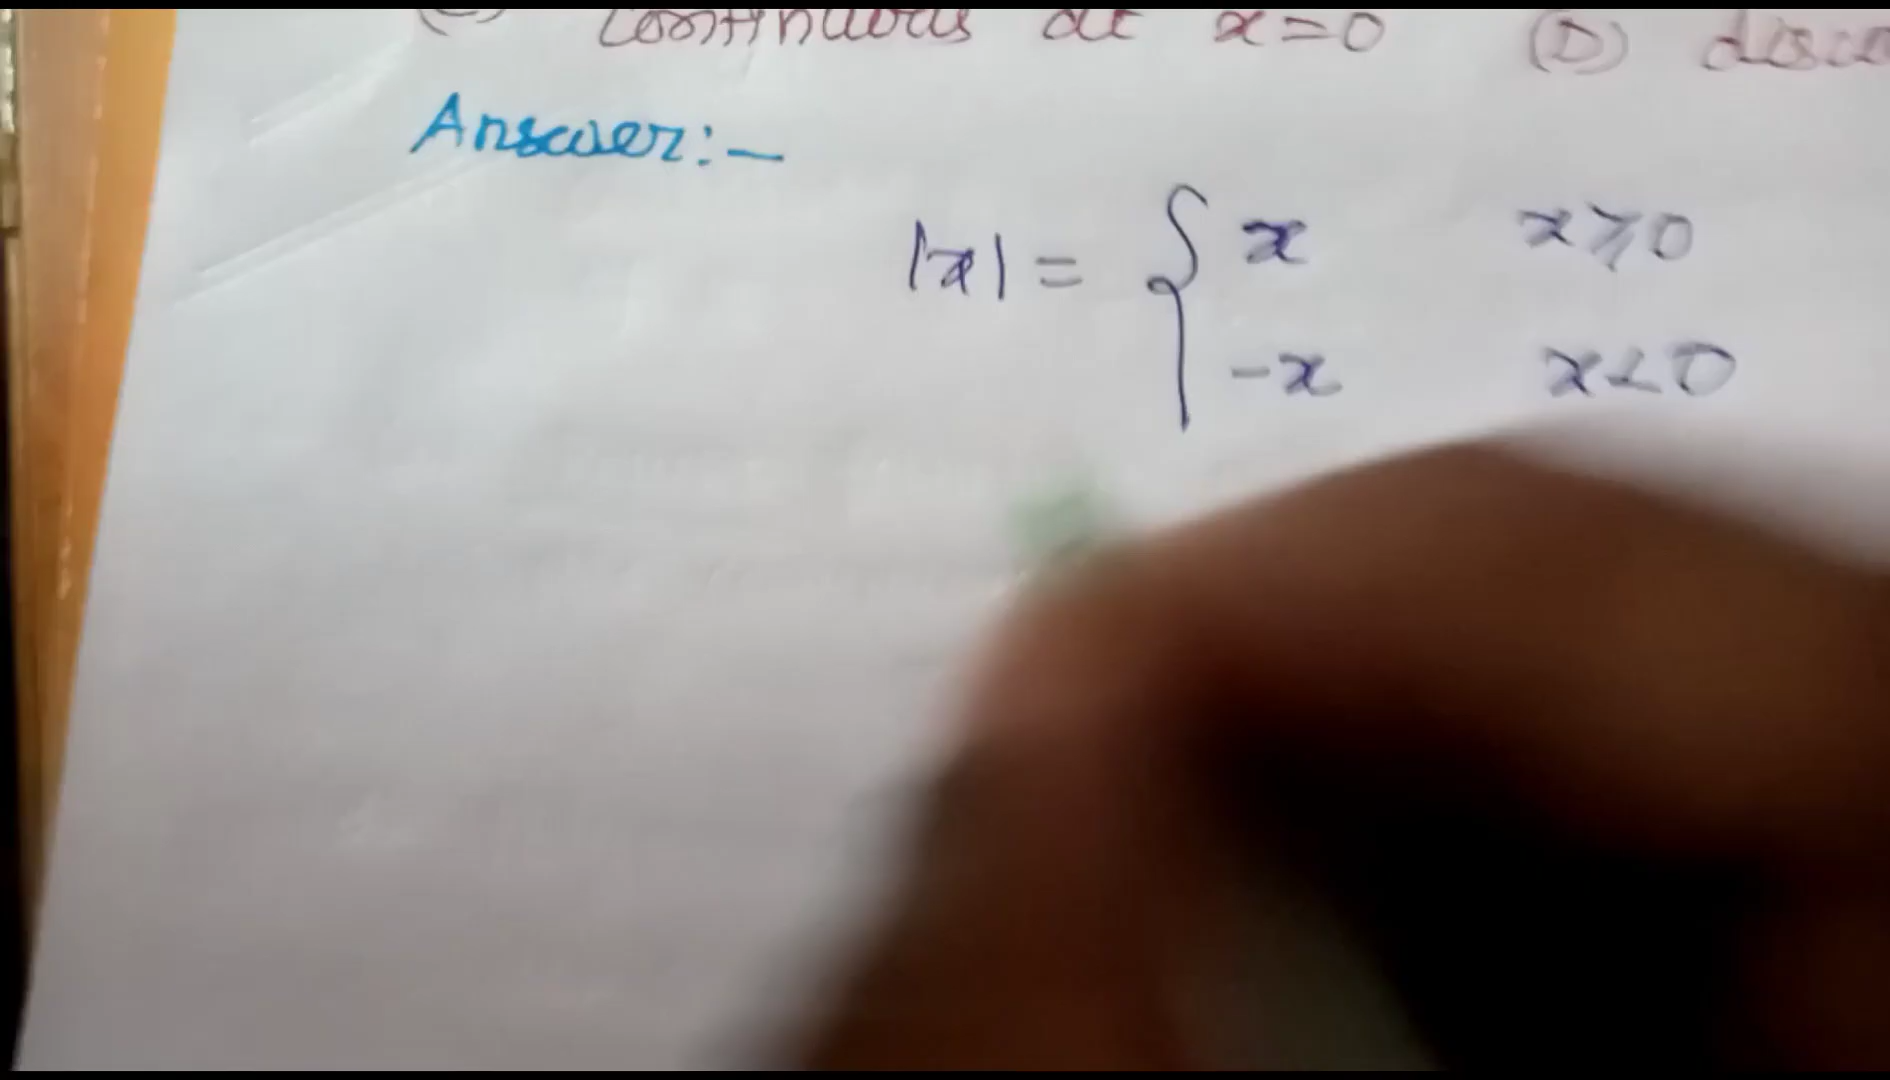 continuous at x=0 (D)
Answer:-
|x| = { x x≥0
-x x<0